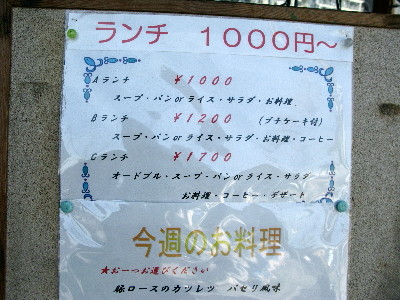 ランチ 1000円～
Aランチ ￥1000
スープ・パンorライス・サラダ・お料理
Bランチ ￥1200 (プチケーキ付)
スープ・パンorライス・サラダ・お料理・コーヒー
Cランチ ￥1700
オードブル・スープ・パンorライス・サラダ
お料理・コーヒー・デザート
今週のお料理
★お一つお選びください
豚ロースのカツレツ パセリ風味